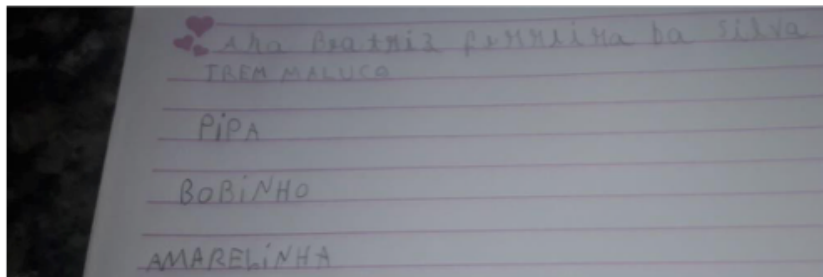 Ana Beatriz ferreira da silva
TREM MALUCO
PiPA
BOBiNHO
AMARELiNHA